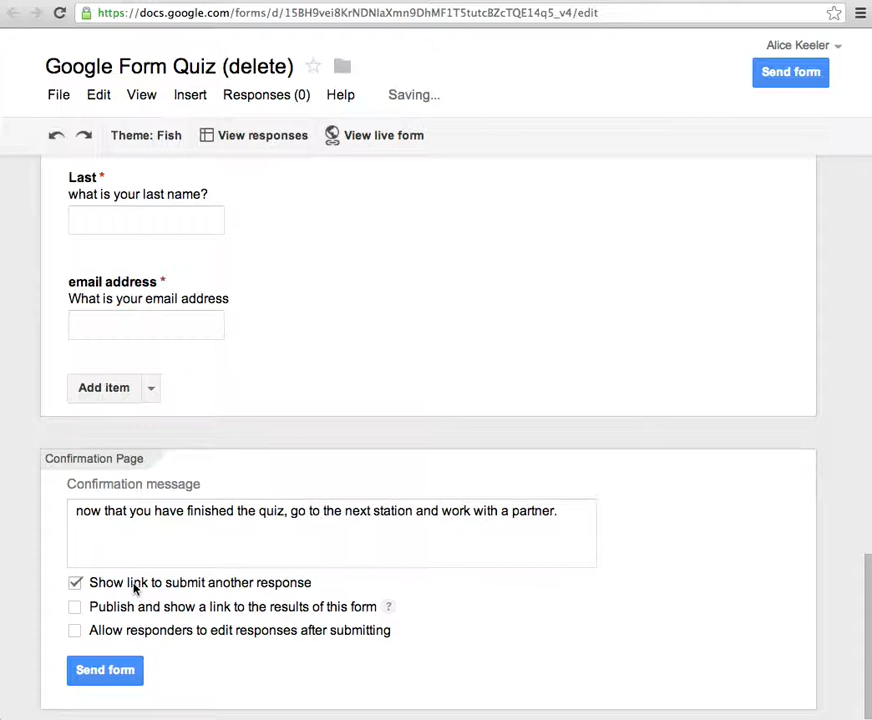 https://docs.google.com/forms/d/15BH9vei8KrNDNlaXmn9DhMF1T5tutcBZcTQE14q5_v4/edit
Alice Keeler
Google Form Quiz (delete)
Send form
File Edit View Insert Responses (0) Help Saving...
Theme: Fish View responses View live form
Last *
what is your last name?
email address *
What is your email address
Add item
Confirmation Page
Confirmation message
now that you have finished the quiz, go to the next station and work with a partner.
Show link to submit another response
Publish and show a link to the results of this form ?
Allow responders to edit responses after submitting
Send form